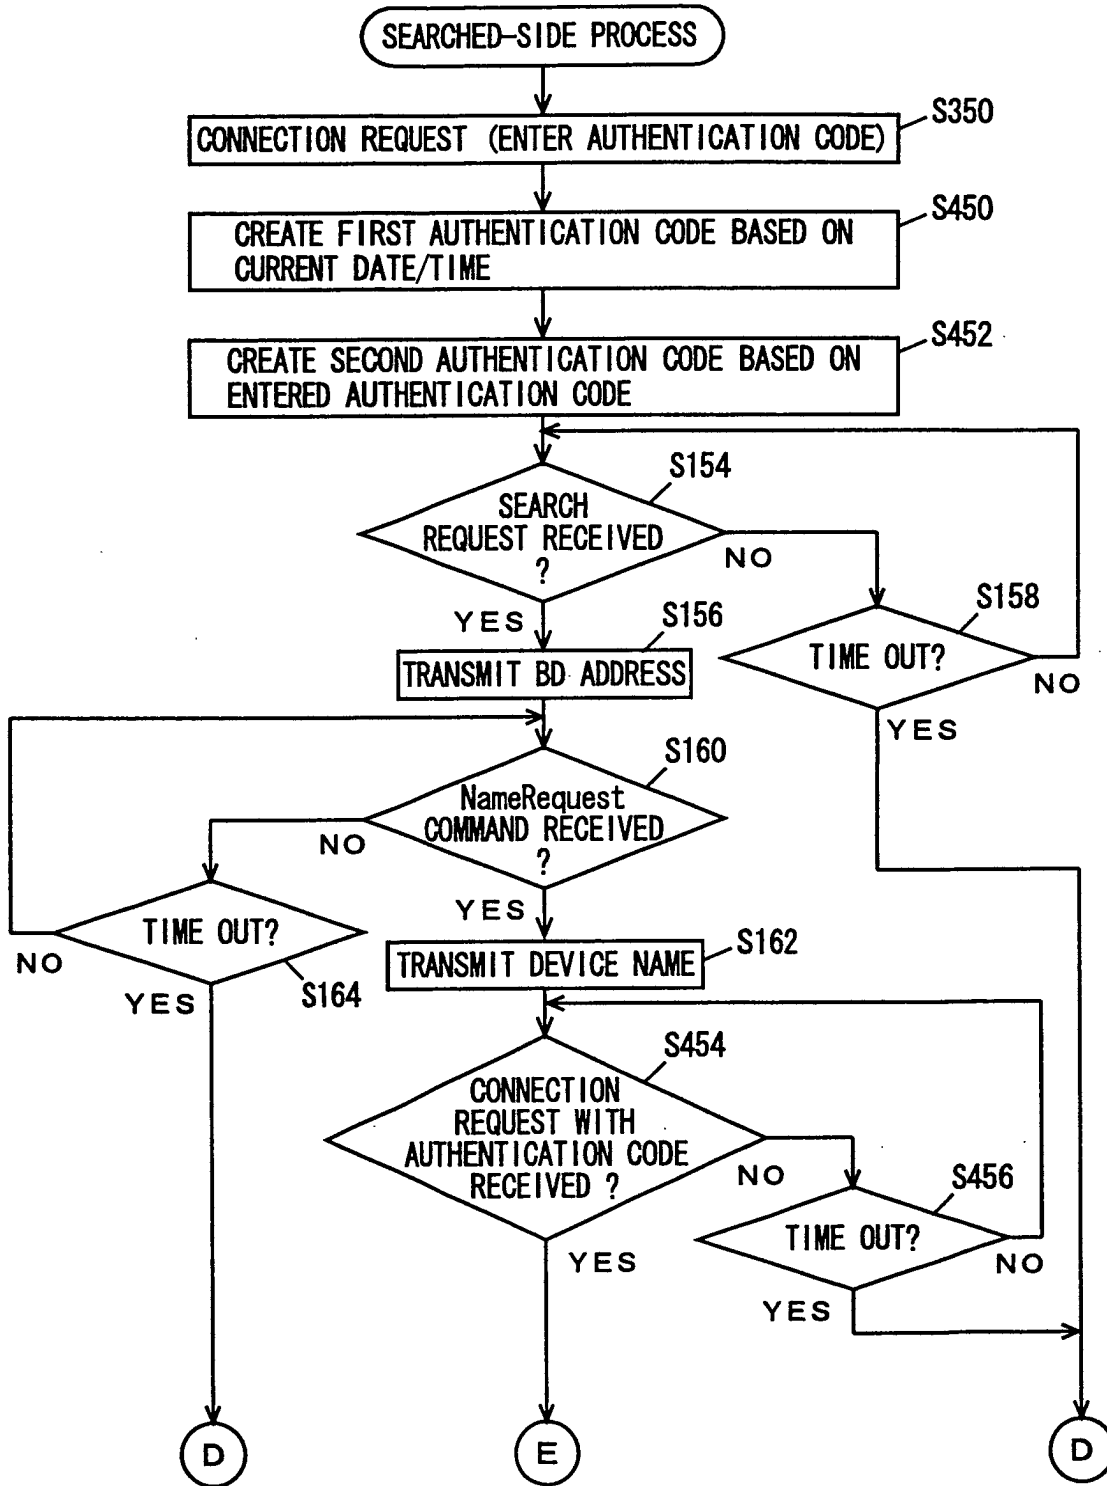 SEARCHED-SIDE PROCESS
S350
CONNECTION REQUEST (ENTER AUTHENTICATION CODE)
S450
CREATE FIRST AUTHENTICATION CODE BASED ON
CURRENT DATE/TIME
S452
CREATE SECOND AUTHENTICATION CODE BASED ON
ENTERED AUTHENTICATION CODE
S154
SEARCH
REQUEST RECEIVED
?
NO
YES
S156
TRANSMIT BD ADDRESS
S158
TIME OUT?
NO
YES
S160
NameRequest
COMMAND RECEIVED
?
NO
YES
TIME OUT?
NO
S164
YES
S162
TRANSMIT DEVICE NAME
S454
CONNECTION
REQUEST WITH
AUTHENTICATION CODE
RECEIVED ?
NO
YES
S456
TIME OUT?
NO
YES
D
E
D